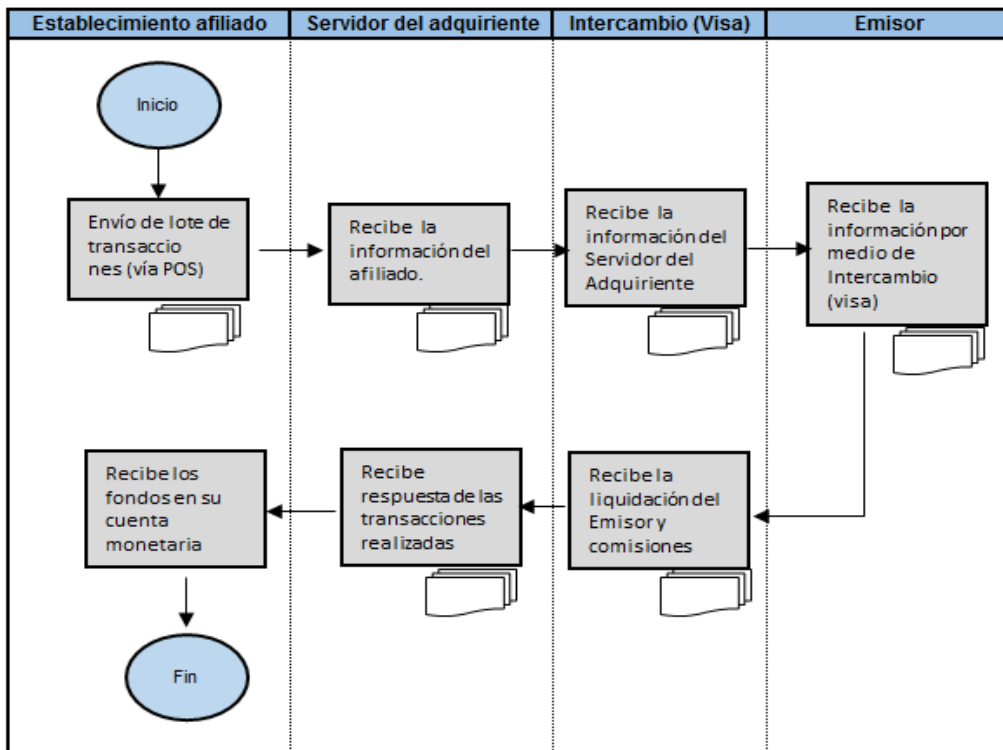 Establecimiento afiliado
Servidor del adquiriente
Intercambio (Visa)
Emisor
Inicio
Envío de lote de
transaccio
nes (vía POS)
Recibe la
información del
afiliado.
Recibe la
información del
Servidor del
Adquiriente
Recibe la
información por
medio de
Intercambio
(visa)
Recibe los
fondos en su
cuenta
monetaria
Recibe
respuesta de las
transacciones
realizadas
Recibe la
liquidación del
Emisor y
comisiones
Fin